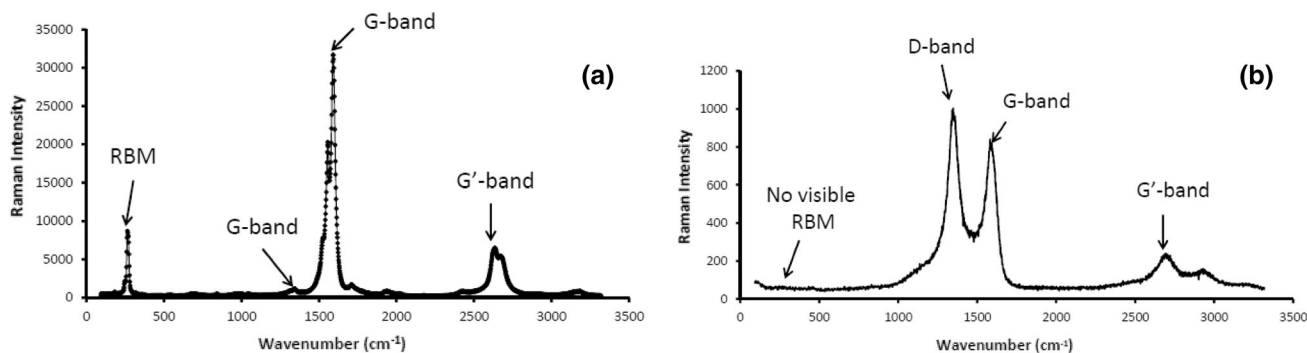 (a)
G-band
RBM
G-band
G'-band
Raman Intensity
35000
30000
25000
20000
15000
10000
5000
0
0 500 1000 1500 2000 2500 3000 3500
Wavenumber (cm-1)
(b)
D-band
G-band
No visible
RBM
G'-band
Raman Intensity
1200
1000
800
600
400
200
0
0 500 1000 1500 2000 2500 3000 3500
Wavenumber (cm-1)